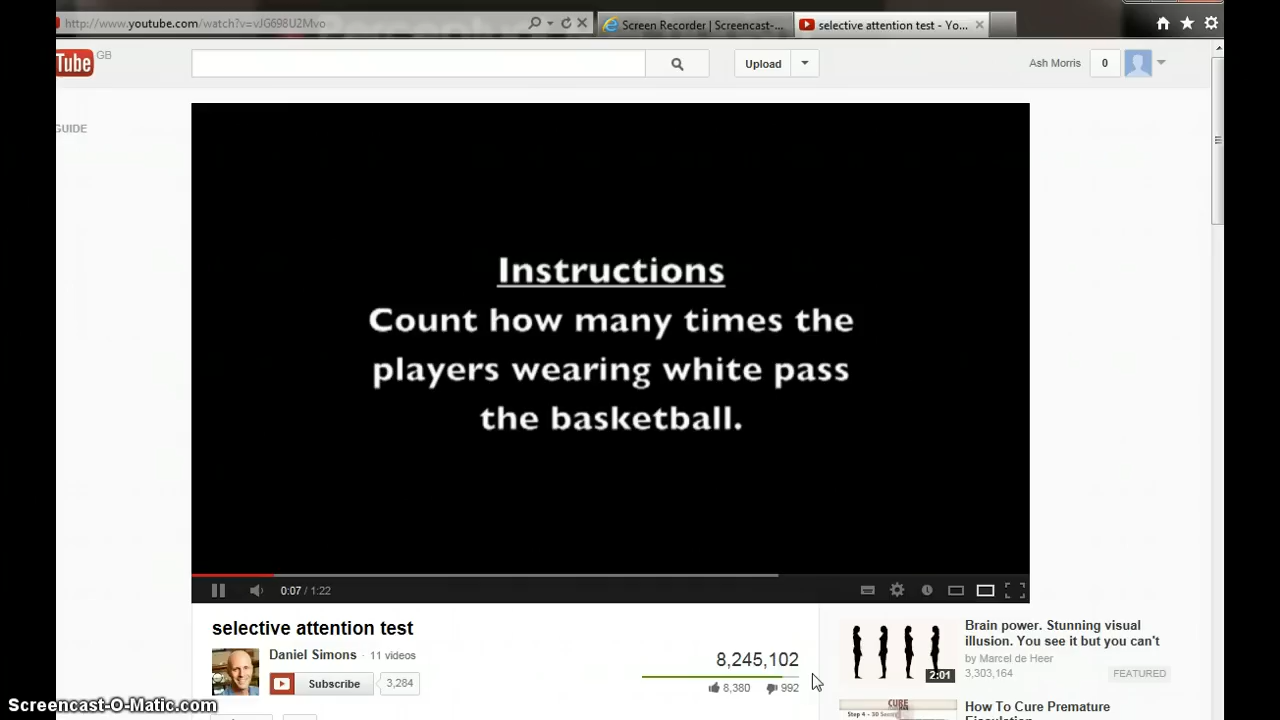 http://www.youtube.com/watch?v=vJG698U2Mvo
Screen Recorder | Screencast-...
selective attention test - Yo...
Tube GB
Upload
Ash Morris 0
GUIDE
Instructions
Count how many times the
players wearing white pass
the basketball.
0:07 / 1:22
selective attention test
Daniel Simons · 11 videos
Subscribe 3,284
8,245,102
8,380 992
Brain power. Stunning visual
illusion. You see it but you can't
by Marcel de Heer
3,303,164 FEATURED
2:01
How To Cure Premature
CURE
Screencast-O-Matic.com